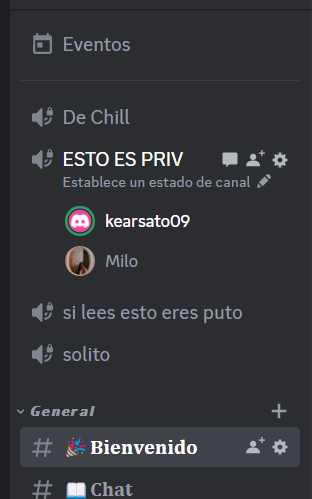 Eventos
De Chill
ESTO ES PRIV
Establece un estado de canal
kearsato09
Milo
si lees esto eres puto
solito
General
Bienvenido
Chat